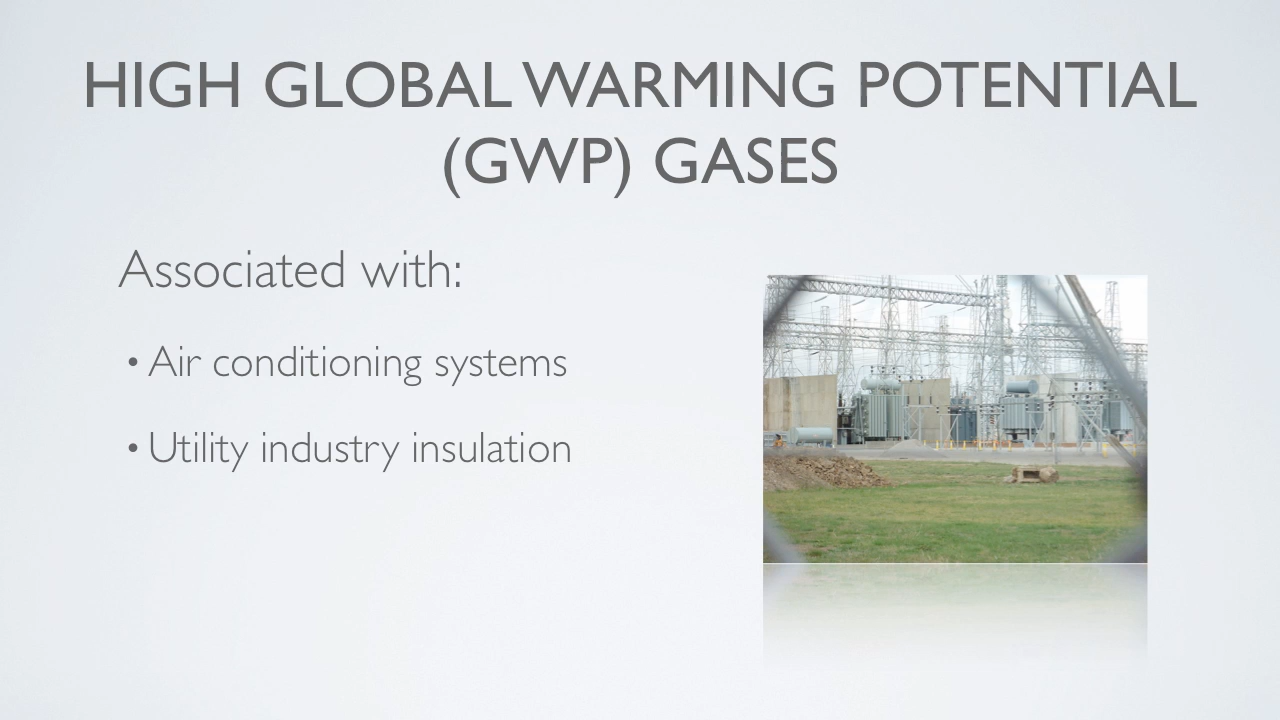 HIGH GLOBAL WARMING POTENTIAL
(GWP) GASES
Associated with:
• Air conditioning systems
• Utility industry insulation